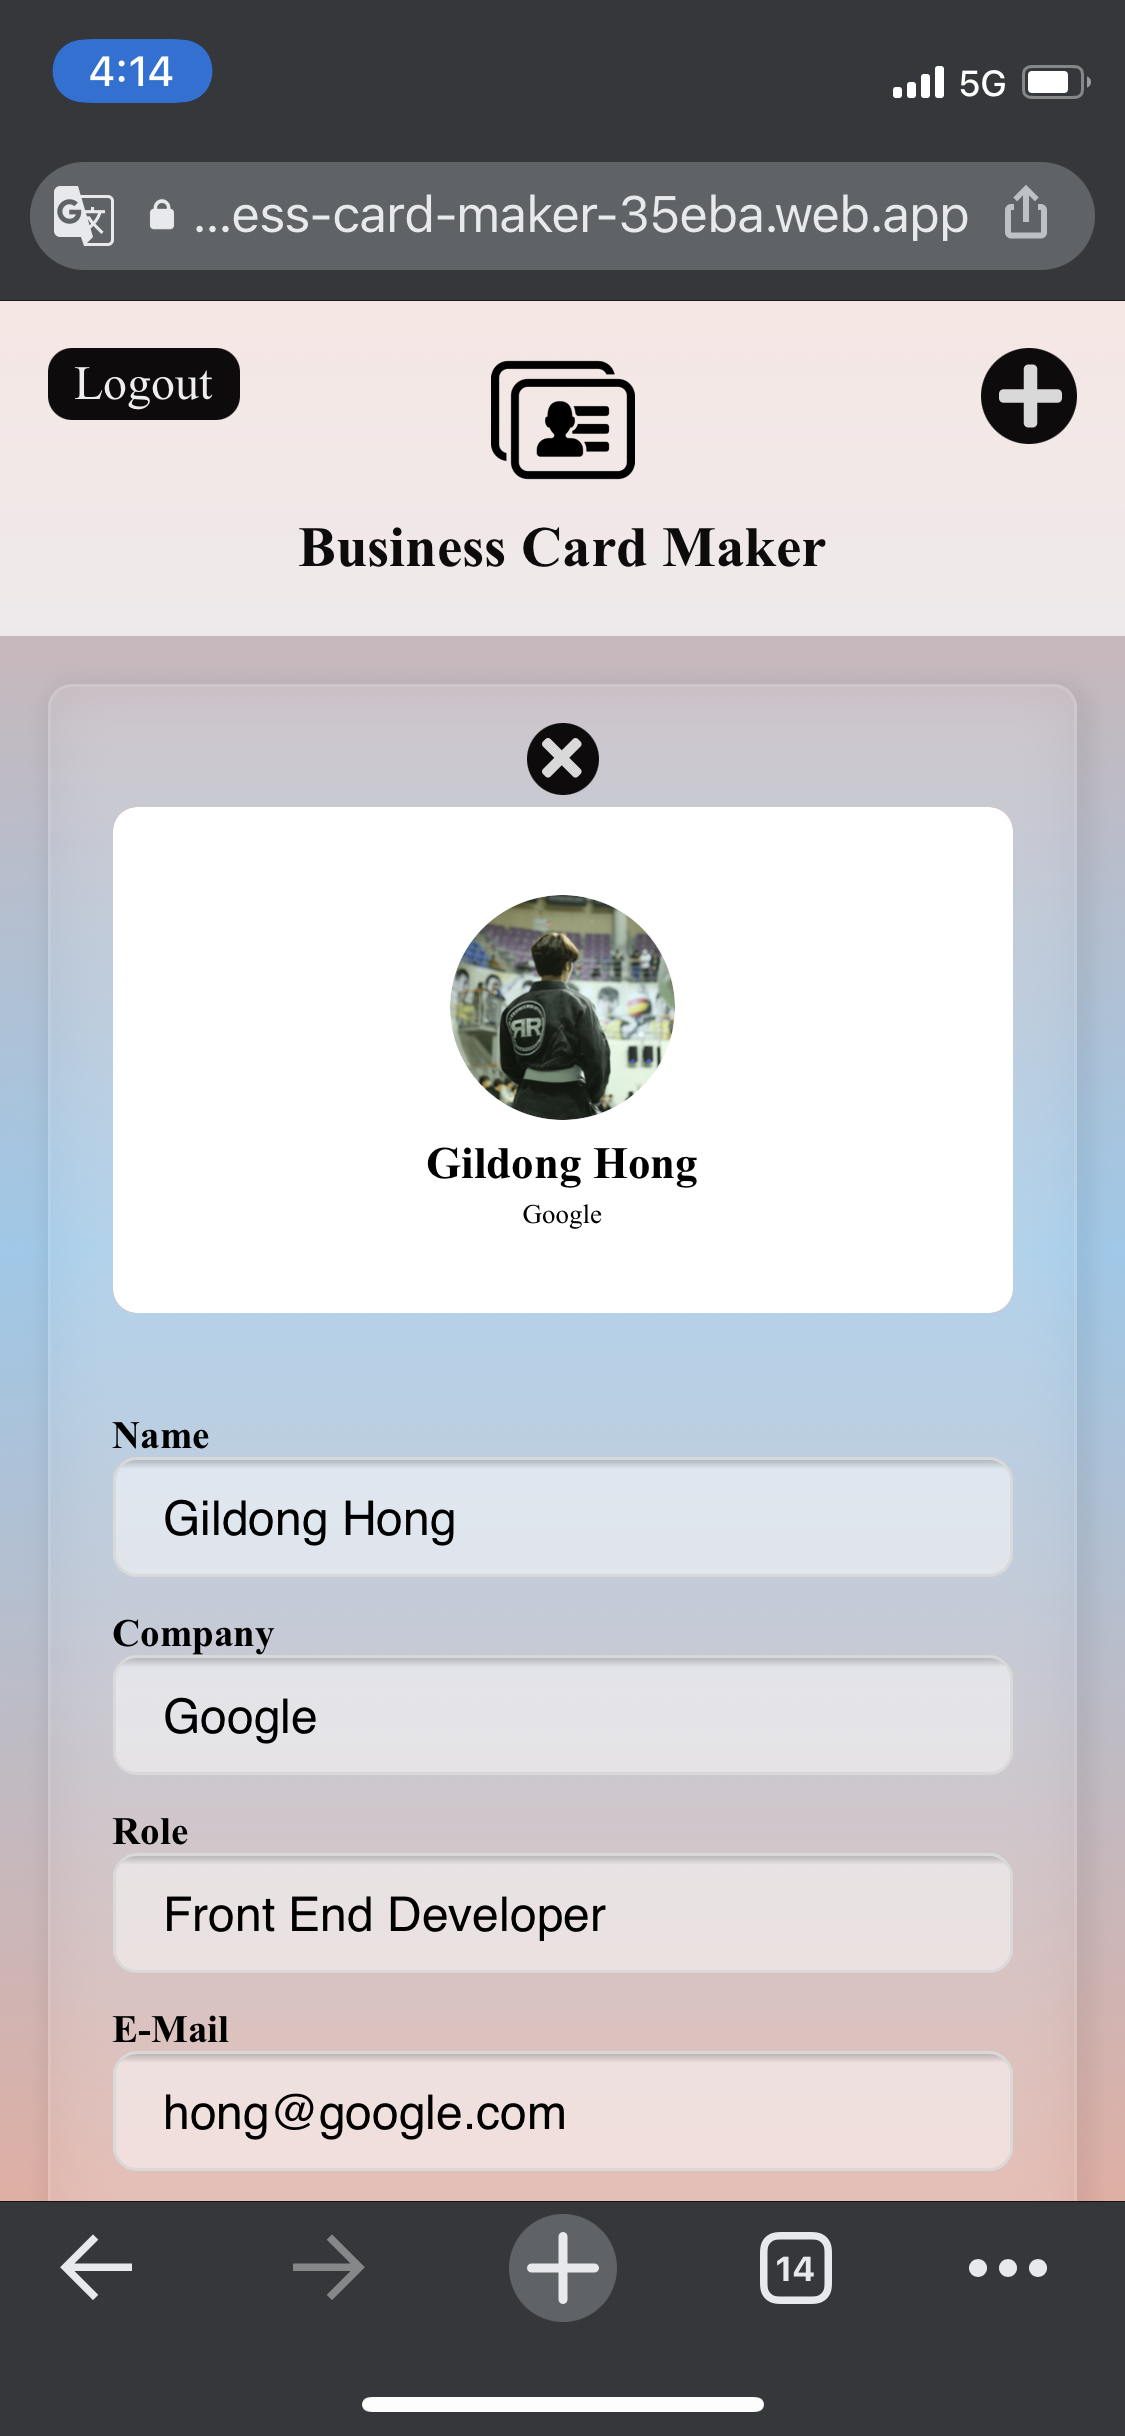 4:14
5G
...ess-card-maker-35eba.web.app
Logout
Business Card Maker
Gildong Hong
Google
Name
Gildong Hong
Company
Google
Role
Front End Developer
E-Mail
hong@google.com
14